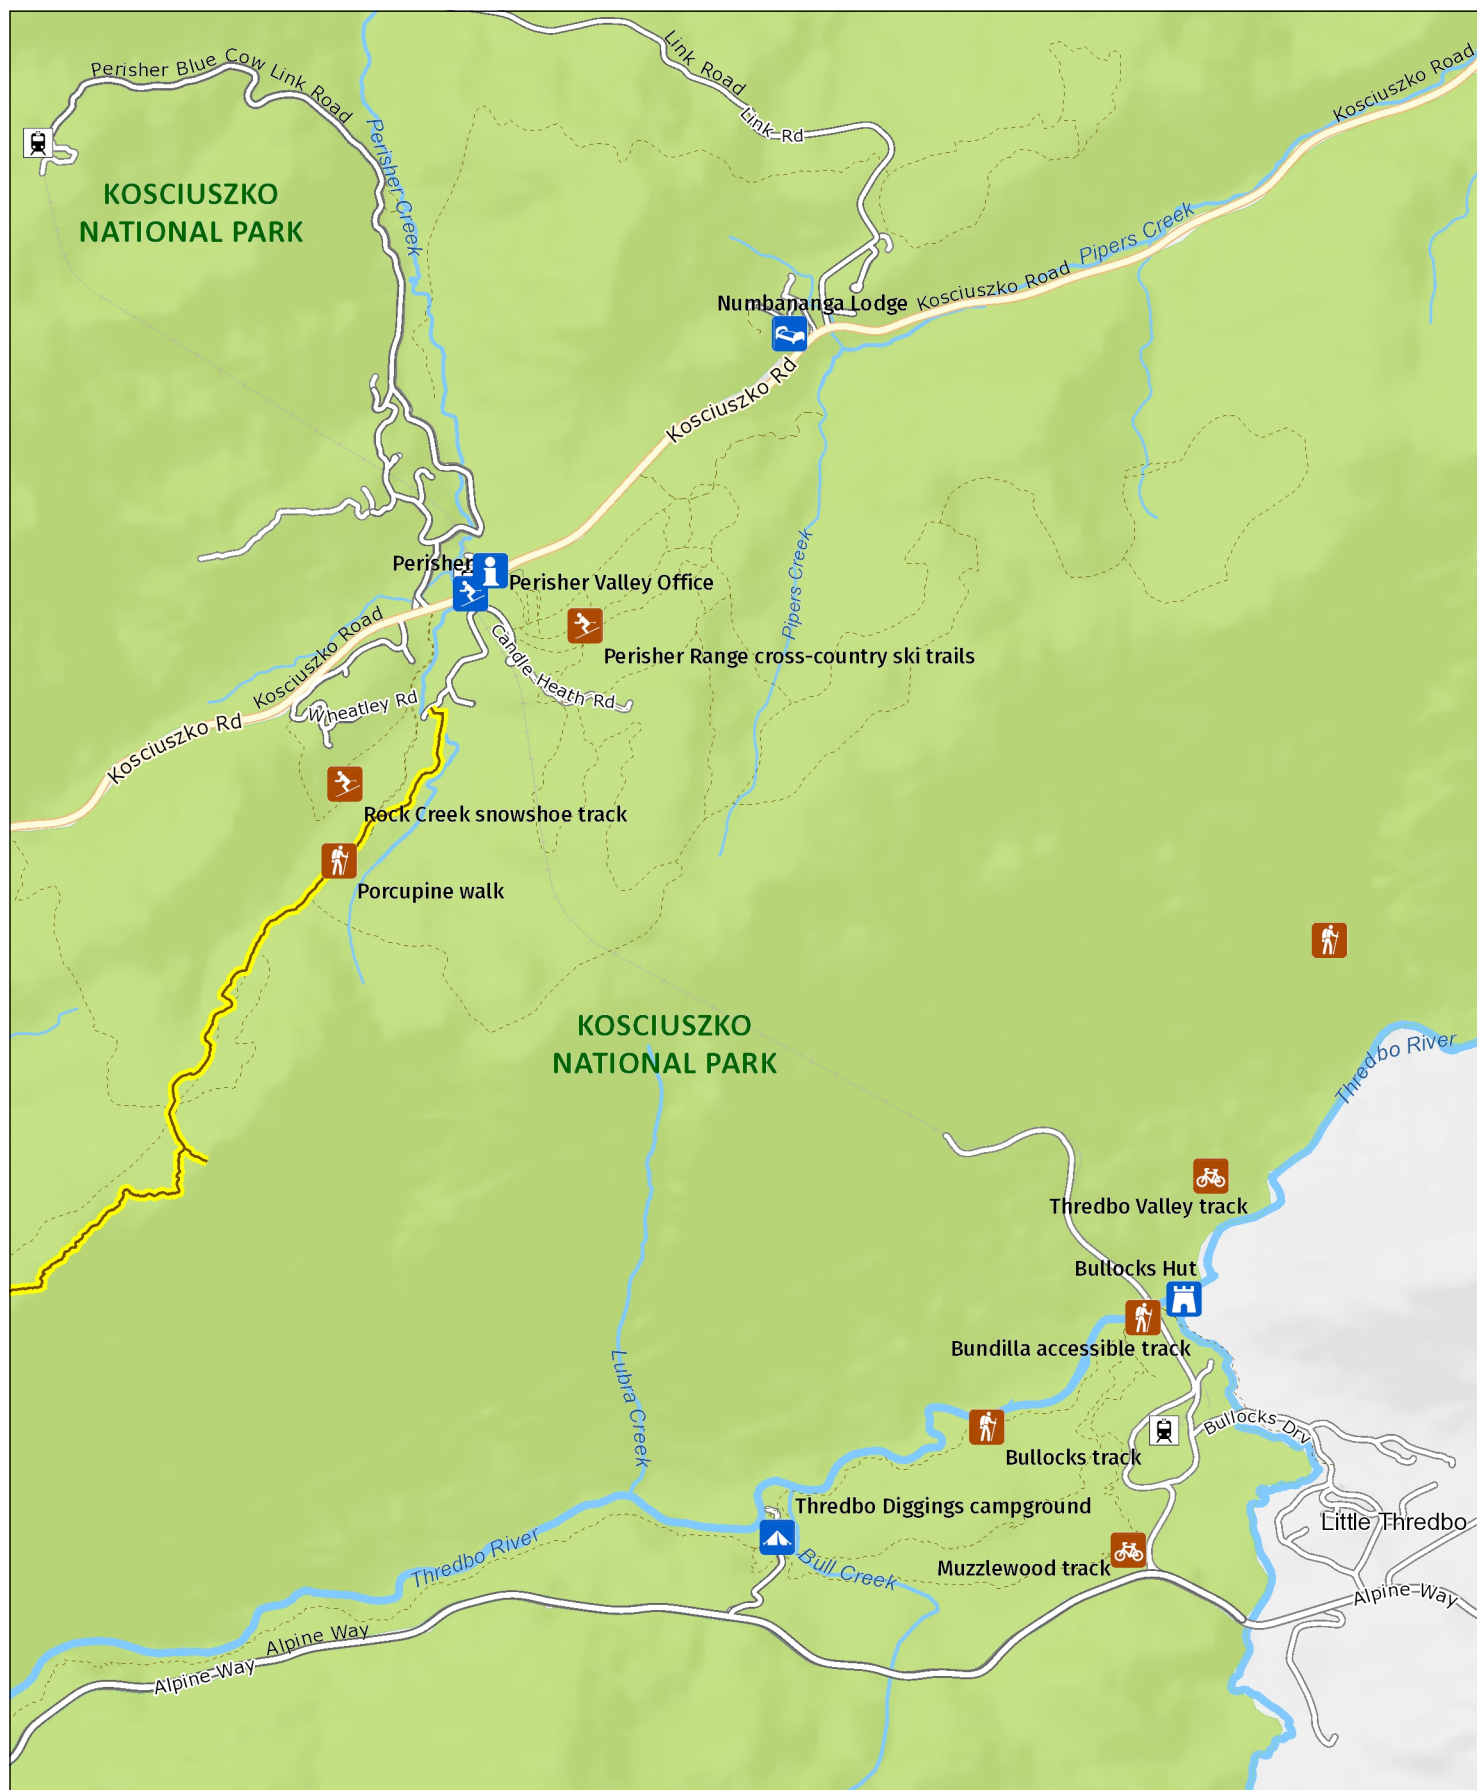 Perisher Blue Cow Link Road
Link Road
Link Rd
Kosciuszko Road
Perisher Creek
KOSCIUSZKO
NATIONAL PARK
Pipers Creek
Kosciuszko Road
Numbananga Lodge
Kosciuszko Rd
Pipers Creek
Perisher
Perisher Valley Office
Kosciuszko Road
Candle Heath Rd
Perisher Range cross-country ski trails
Wheatley Rd
Kosciuszko Rd
Rock Creek snowshoe track
Porcupine walk
KOSCIUSZKO
NATIONAL PARK
Thredbo River
Thredbo Valley track
Bullocks Hut
Bundilla accessible track
Lubra Creek
Bullocks Drv
Bullocks track
Thredbo Diggings campground
Little Thredbo
Thredbo River
Bull Creek
Muzzlewood track
Alpine Way
Alpine Way
Alpine Way